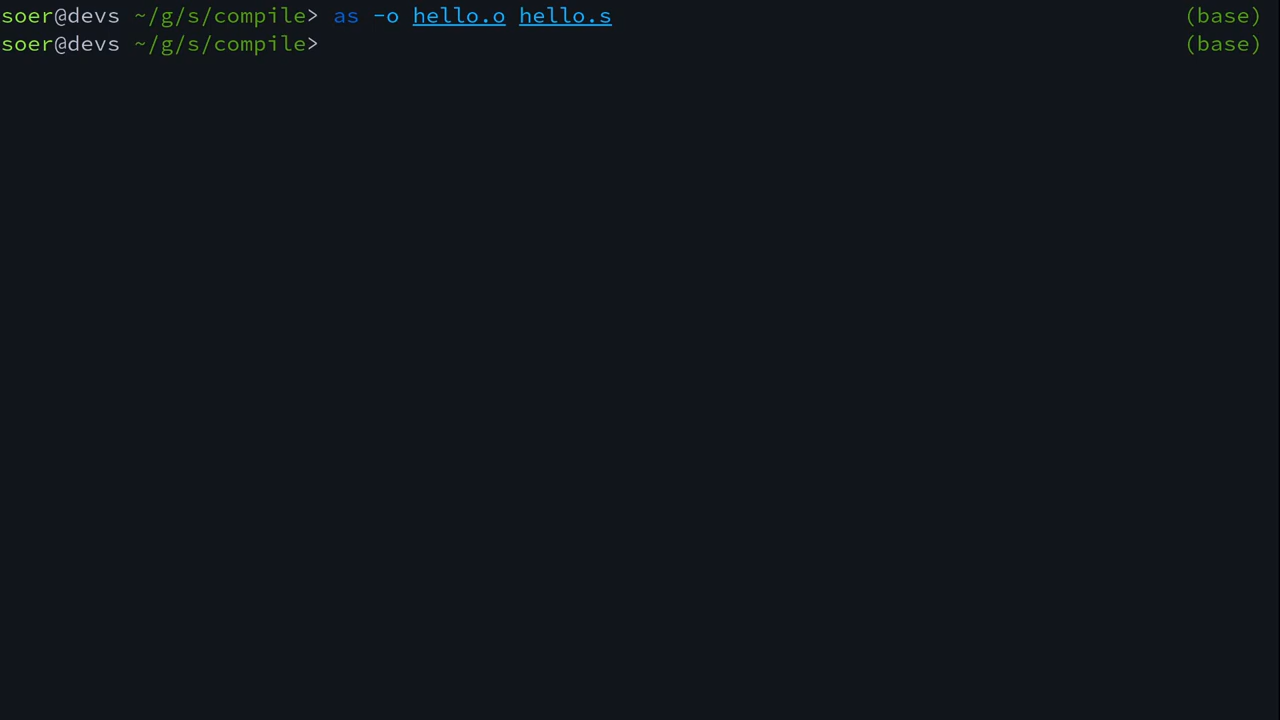 soer@devs ~/g/s/compile> as -o hello.o hello.s (base)
soer@devs ~/g/s/compile> (base)